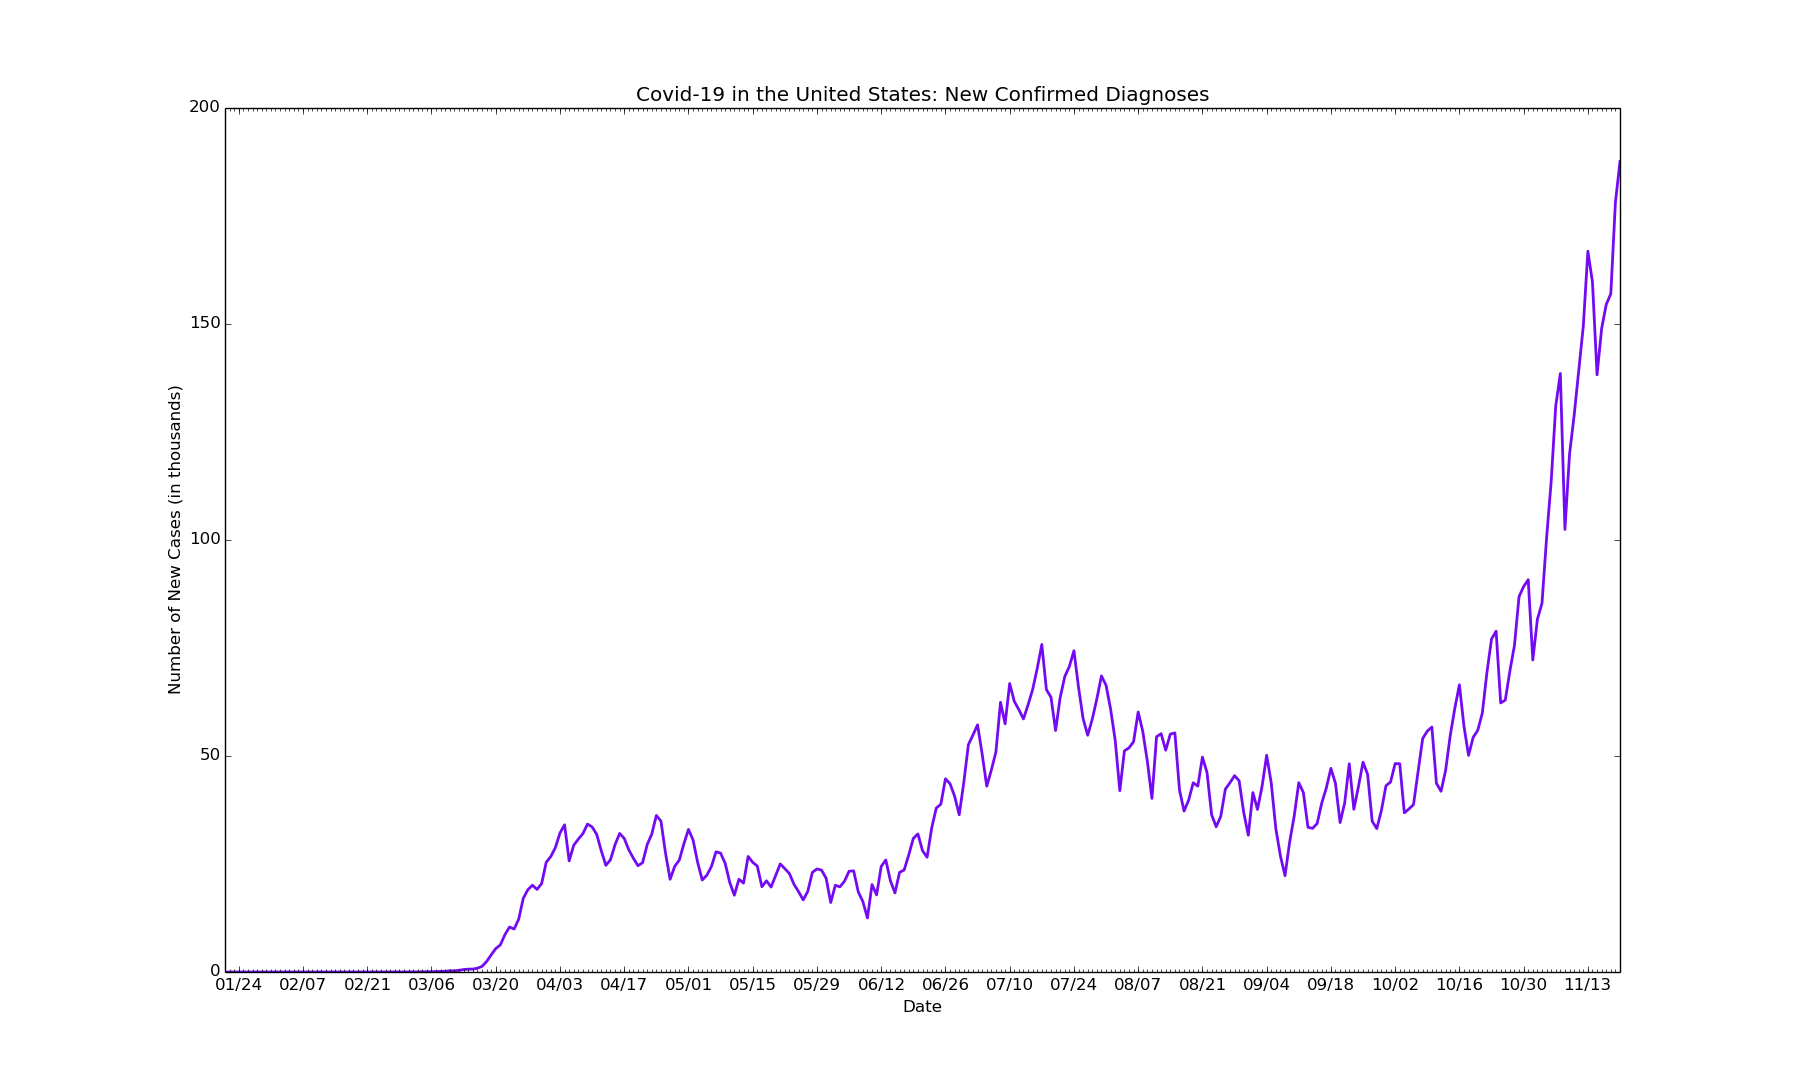 Covid-19 in the United States: New Confirmed Diagnoses
200
150
100
50
0
Number of New Cases (in thousands)
01/24 02/07 02/21 03/06 03/20 04/03 04/17 05/01 05/15 05/29 06/12 06/26 07/10 07/24 08/07 08/21 09/04 09/18 10/02 10/16 10/30 11/13
Date